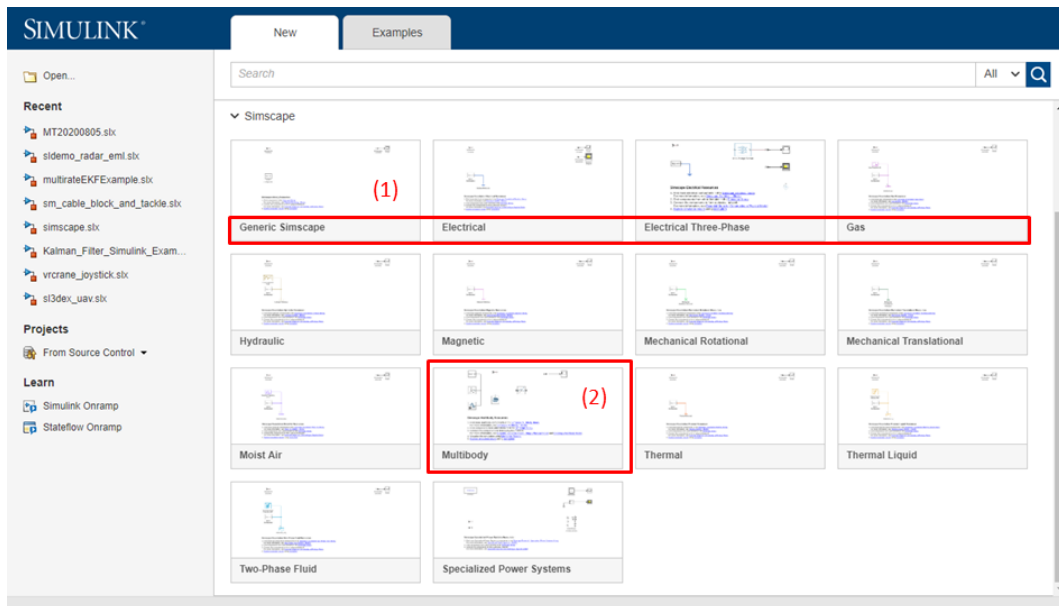 SIMULINK®
New
Examples
Open...
Search
All
Recent
MT20200805.slx
sldemo_radar_eml.slx
multirateEKFExample.slx
sm_cable_block_and_tackle.slx
simscape.slx
Kalman_Filter_Simulink_Exam...
vrcrane_joystick.slx
sl3dex_uav.slx
Projects
From Source Control
Learn
Simulink Onramp
Stateflow Onramp
Simscape
(1)
Generic Simscape
Electrical
Electrical Three-Phase
Gas
Hydraulic
Magnetic
Mechanical Rotational
Mechanical Translational
(2)
Moist Air
Multibody
Thermal
Thermal Liquid
Two-Phase Fluid
Specialized Power Systems